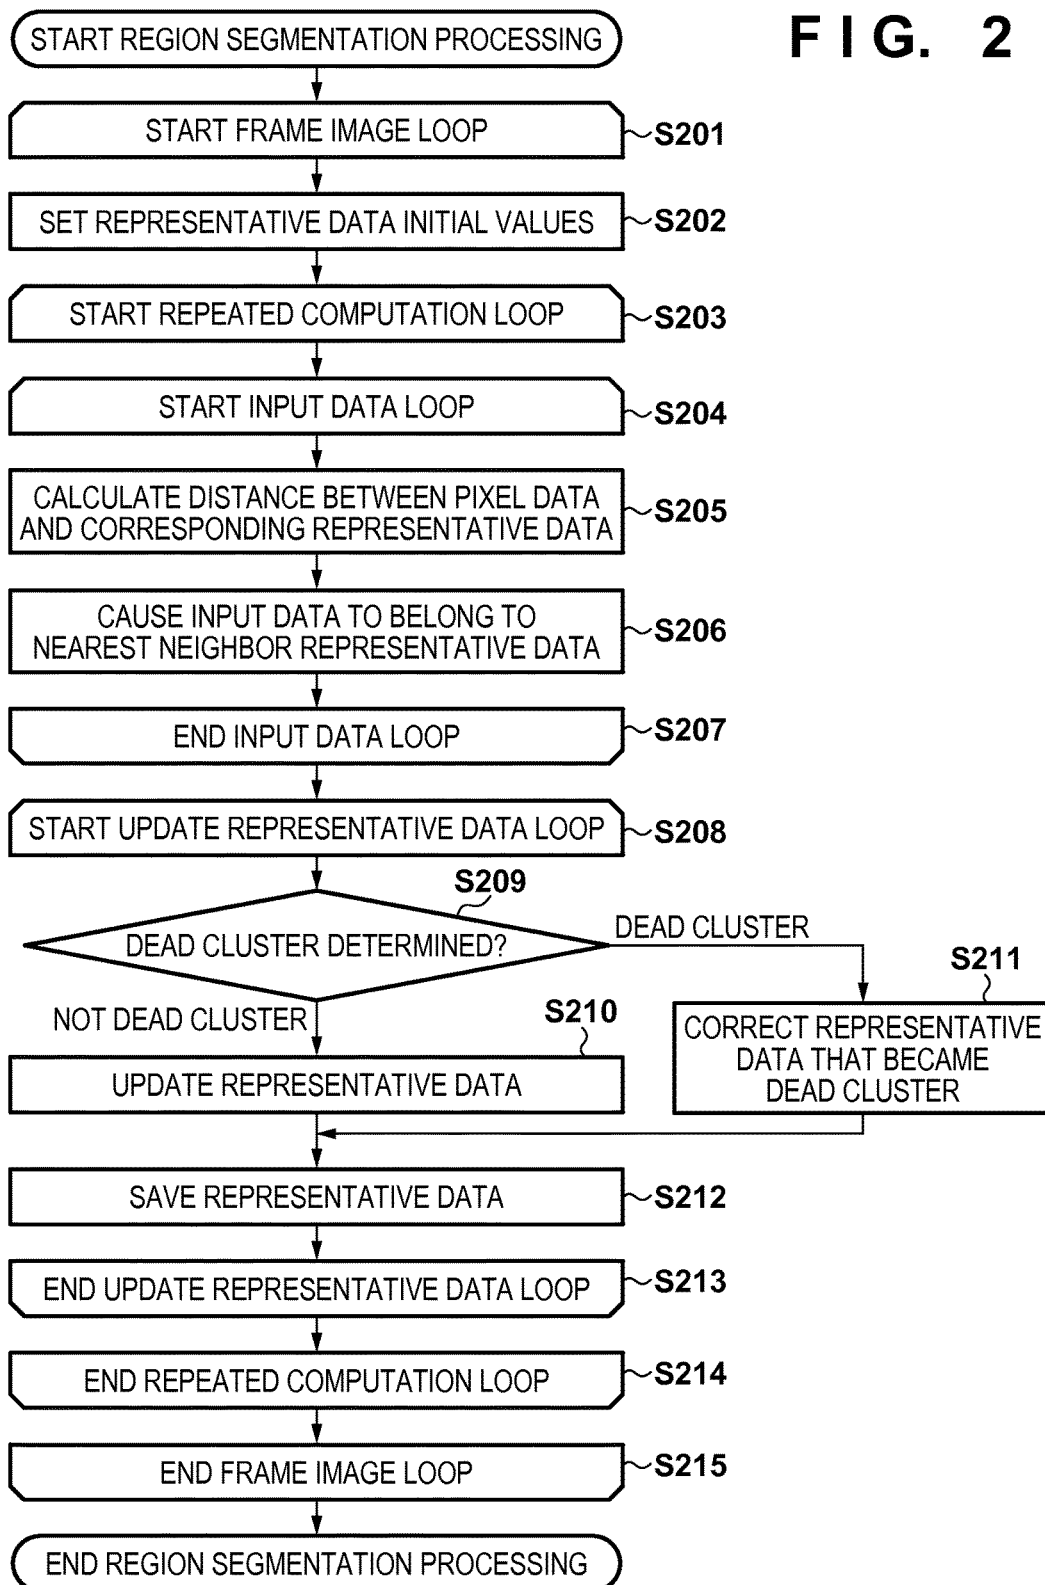 START REGION SEGMENTATION PROCESSING
F I G. 2
START FRAME IMAGE LOOP
S201
SET REPRESENTATIVE DATA INITIAL VALUES
S202
START REPEATED COMPUTATION LOOP
S203
START INPUT DATA LOOP
S204
CALCULATE DISTANCE BETWEEN PIXEL DATA
AND CORRESPONDING REPRESENTATIVE DATA
S205
CAUSE INPUT DATA TO BELONG TO
NEAREST NEIGHBOR REPRESENTATIVE DATA
S206
END INPUT DATA LOOP
S207
START UPDATE REPRESENTATIVE DATA LOOP
S208
S209
DEAD CLUSTER DETERMINED?
DEAD CLUSTER
NOT DEAD CLUSTER
S210
UPDATE REPRESENTATIVE DATA
S211
CORRECT REPRESENTATIVE
DATA THAT BECAME
DEAD CLUSTER
SAVE REPRESENTATIVE DATA
S212
END UPDATE REPRESENTATIVE DATA LOOP
S213
END REPEATED COMPUTATION LOOP
S214
END FRAME IMAGE LOOP
S215
END REGION SEGMENTATION PROCESSING